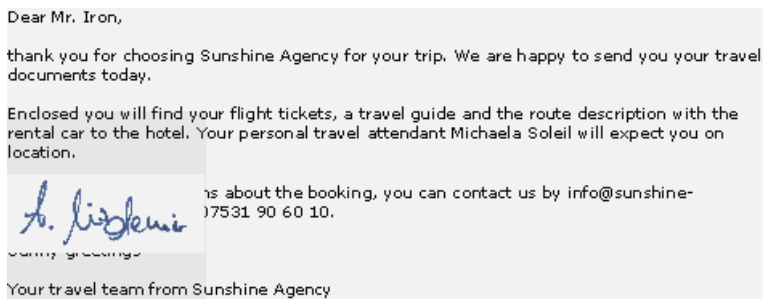 Dear Mr. Iron,
thank you for choosing Sunshine Agency for your trip. We are happy to send you your travel
documents today.
Enclosed you will find your flight tickets, a travel guide and the route description with the
rental car to the hotel. Your personal travel attendant Michaela Soleil will expect you on
location.
about the booking, you can contact us by info@sunshine-
07531 90 60 10.
Sunny greetings
Your travel team from Sunshine Agency